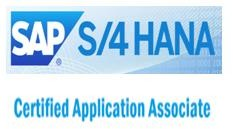 SAP® S/4 HANA
Certified Application Associate